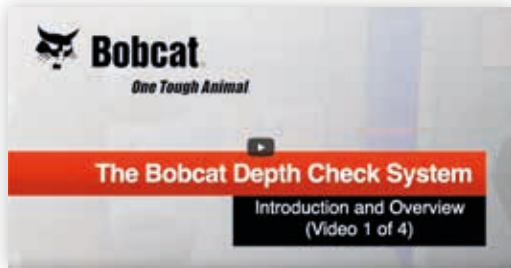 Bobcat
One Tough Animal
The Bobcat Depth Check System
Introduction and Overview
(Video 1 of 4)